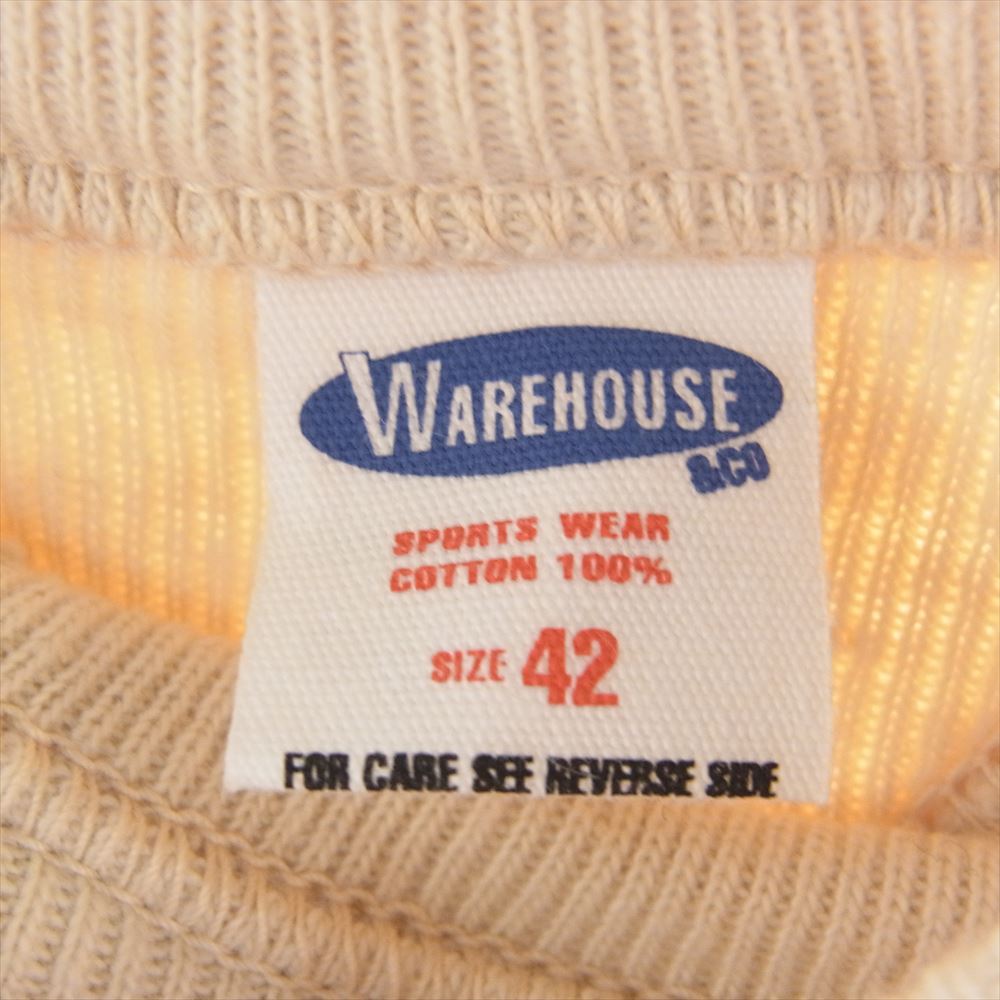 WAREHOUSE
&CO
SPORTS WEAR
COTTON 100%
SIZE 42
FOR CARE SEE REVERSE SIDE